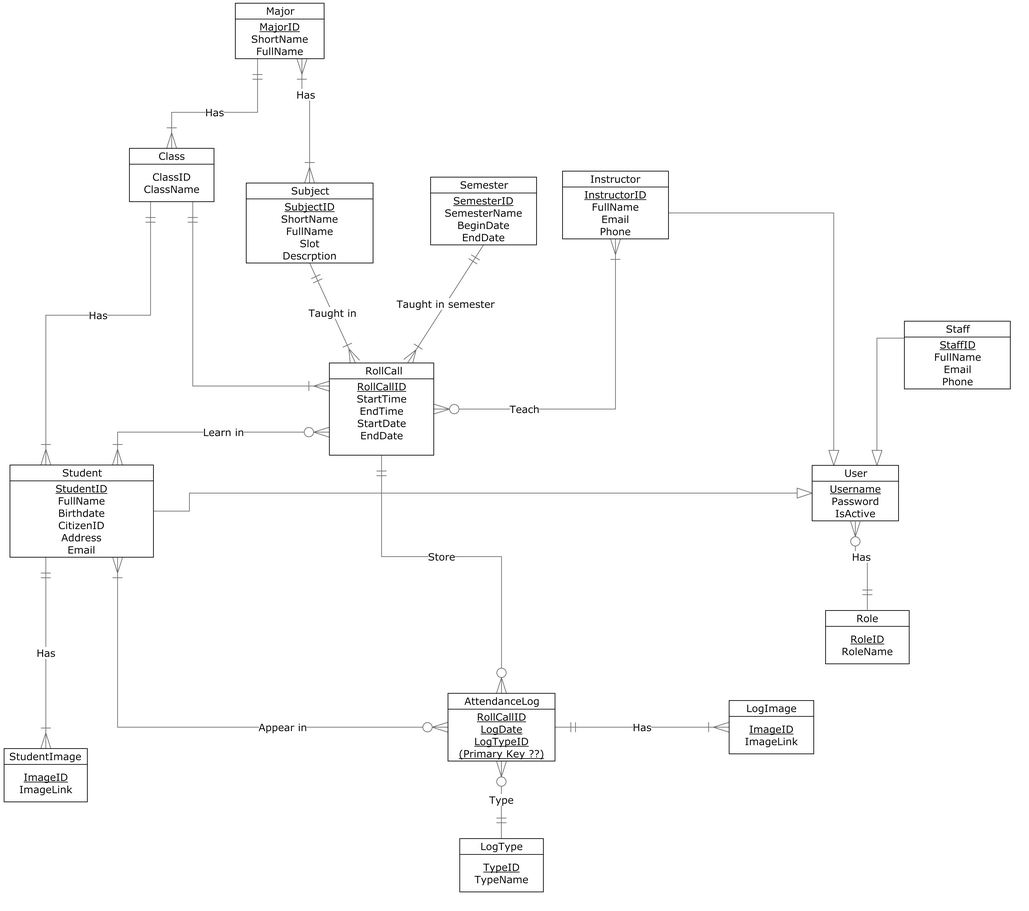 Major
MajorID
ShortName
FullName
Has
Has
Class
ClassID
ClassName
Subject
SubjectID
ShortName
FullName
Slot
Descrption
Semester
SemesterID
SemesterName
BeginDate
EndDate
Instructor
InstructorID
FullName
Email
Phone
Has
Taught in
Taught in semester
Staff
StaffID
FullName
Email
Phone
RollCall
RollCallID
StartTime
EndTime
StartDate
EndDate
Teach
Learn in
Student
StudentID
FullName
Birthdate
CitizenID
Address
Email
User
Username
Password
IsActive
Store
Has
Role
RoleID
RoleName
Has
AttendanceLog
RollCallID
LogDate
LogTypeID
(Primary Key ??)
Appear in
Has
LogImage
ImageID
ImageLink
StudentImage
ImageID
ImageLink
Type
LogType
TypeID
TypeName